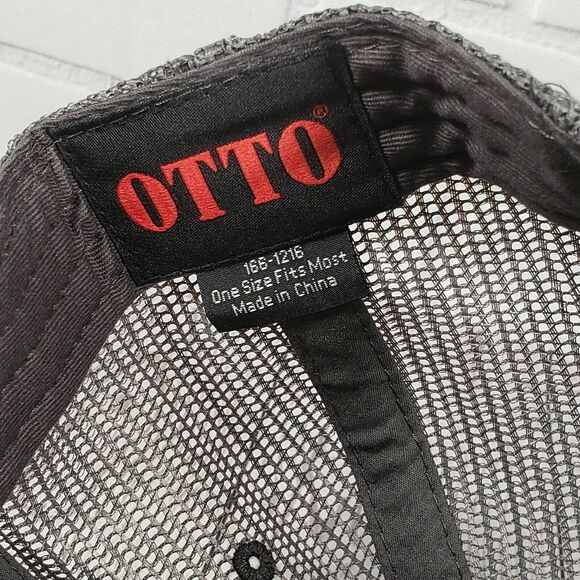 OTTO®
166-1216
One Size Fits Most
Made in China